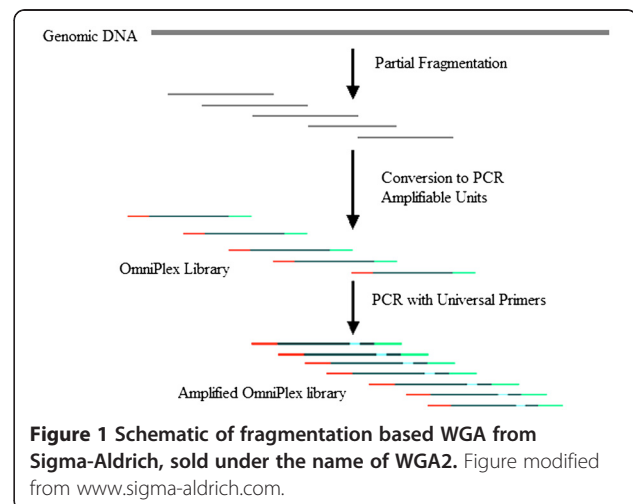 Genomic DNA
Partial Fragmentation
Conversion to PCR
Amplifiable Units
OmniPlex Library
PCR with Universal Primers
Amplified OmniPlex library
Figure 1 Schematic of fragmentation based WGA from
Sigma-Aldrich, sold under the name of WGA2. Figure modified
from www.sigma-aldrich.com.